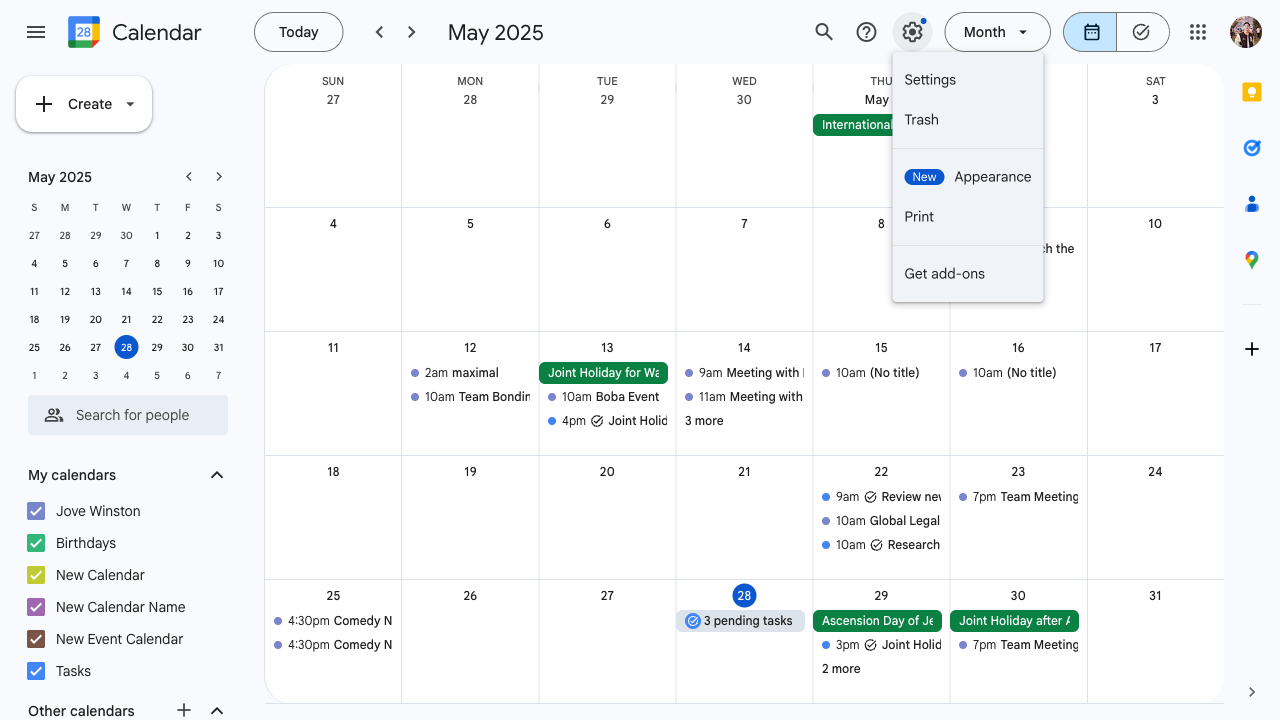 28 Calendar
Today
May 2025
Month
Create
May 2025
S M T W T F S
27 28 29 30 1 2 3
4 5 6 7 8 9 10
11 12 13 14 15 16 17
18 19 20 21 22 23 24
25 26 27 28 29 30 31
1 2 3 4 5 6 7
Search for people
My calendars
Jove Winston
Birthdays
New Calendar
New Calendar Name
New Event Calendar
Tasks
Other calendars
SUN MON TUE WED THU SAT
27 28 29 30 May 3
International
Settings
Trash
New Appearance
Print
Get add-ons
4 5 6 7 8 10
ch the
11 12 13 14 15 16 17
2am maximal
10am Team Bondin
Joint Holiday for Wa
10am Boba Event
4pm Joint Holid
9am Meeting with
11am Meeting with
3 more
10am (No title)
10am (No title)
18 19 20 21 22 23 24
9am Review new
10am Global Legal
10am Research
7pm Team Meeting
25 26 27 28 29 30 31
4:30pm Comedy N
4:30pm Comedy N
3 pending tasks
Ascension Day of Je
3pm Joint Holid
2 more
Joint Holiday after A
7pm Team Meeting